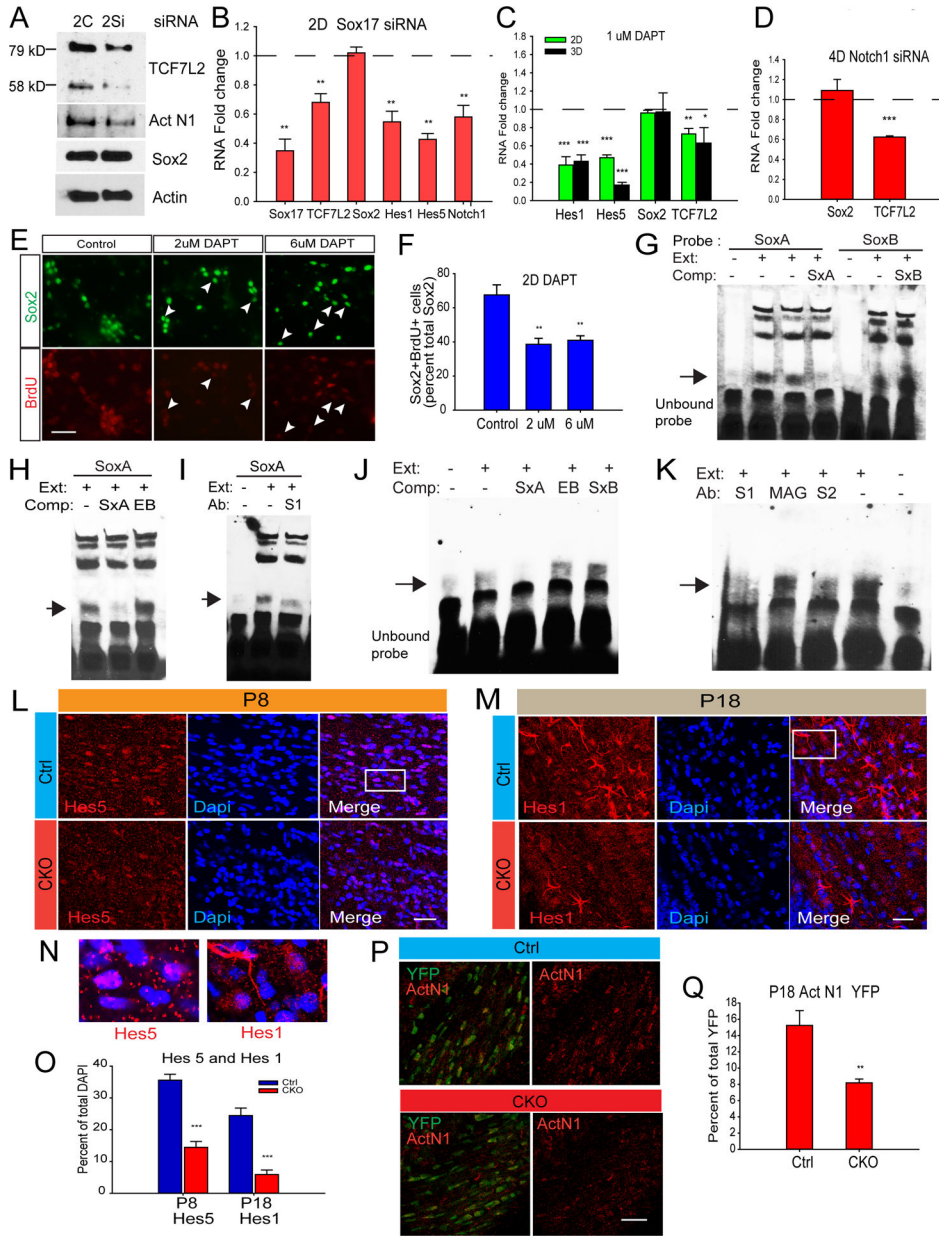 A
2C 2Si siRNA
79 kD
58 kD
TCF7L2
Act N1
Sox2
Actin
B
2D Sox17 siRNA
RNA Fold change
1.4
1.2
1.0
0.8
0.6
0.4
0.2
0.0
** ** ** ** **
Sox17 TCF7L2 Sox2 Hes1 Hes5 Notch1
C
1 uM DAPT
2D
3D
RNA Fold change
1.8
1.6
1.4
1.2
1.0
0.8
0.6
0.4
0.2
0.0
*** *** *** ** *
Hes1 Hes5 Sox2 TCF7L2
D
4D Notch1 siRNA
RNA Fold change
1.6
1.4
1.2
1.0
0.8
0.6
0.4
0.2
0.0
***
Sox2 TCF7L2
E
Control 2uM DAPT 6uM DAPT
Sox2
BrdU
F
2D DAPT
Sox2+BrdU+ cells
(percent total Sox2)
80
60
40
20
0
** **
Control 2 uM 6 uM
G
Probe : SoxA SoxB
Ext: - + + + - + +
Comp: - - - SxA - - SxB
Unbound
probe
H
SoxA
Ext: + + +
Comp: - SxA EB
I
SoxA
Ext: - + +
Ab: - - S1
J
Ext: - + + + +
Comp: - - SxA EB SxB
Unbound
probe
K
Ext: + + + + -
Ab: S1 MAG S2 - -
L
P8
Ctrl
Hes5 Dapi Merge
CKO
Hes5 Dapi Merge
M
P18
Ctrl
Hes1 Dapi Merge
CKO
Hes1 Dapi Merge
N
Hes5 Hes1
O
Hes 5 and Hes 1
Ctrl
CKO
Percent of total DAPI
40
30
20
10
0
*** ***
P8 P18
Hes5 Hes1
P
Ctrl
YFP
ActN1 ActN1
CKO
YFP
ActN1 ActN1
Q
P18 Act N1 YFP
Percent of total YFP
18
16
14
12
10
8
6
4
2
0
**
Ctrl CKO